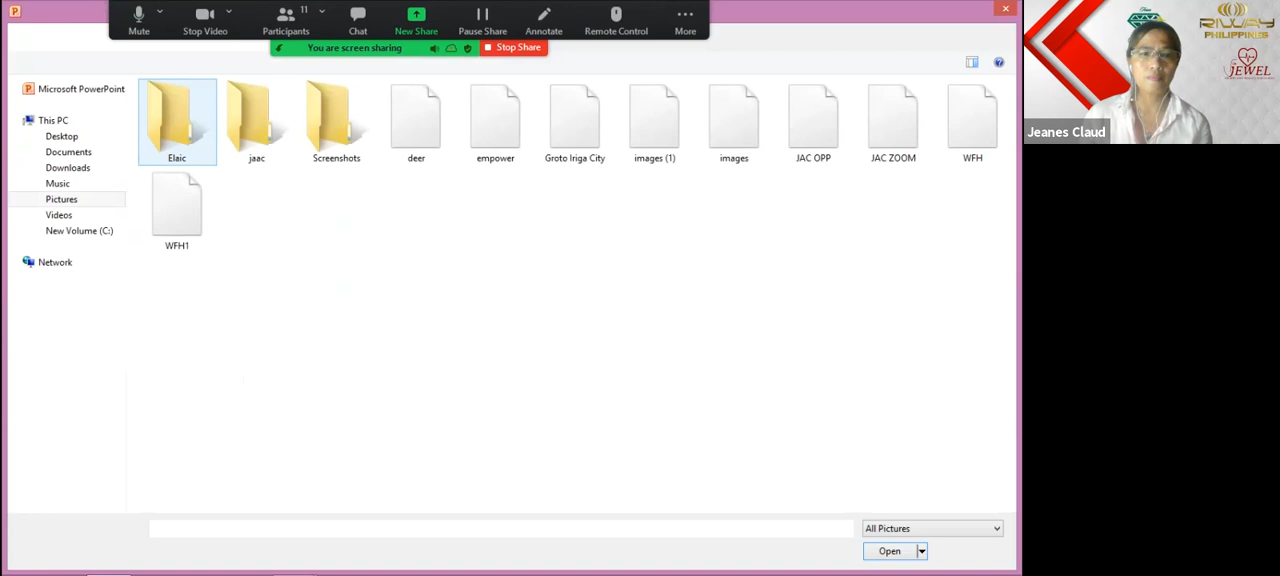 11
Mute
Stop Video
Participants
Chat
New Share
Pause Share
Annotate
Remote Control
More
You are screen sharing
Stop Share
Microsoft PowerPoint
This PC
Desktop
Documents
Downloads
Music
Pictures
Videos
New Volume (C:)
Network
Elaic
jaac
Screenshots
deer
empower
Groto Iriga City
images (1)
images
JAC OPP
JAC ZOOM
WFH
WFH1
All Pictures
Open
RIWAY
PHILIPPINES
JEWEL
Jeanes Claud